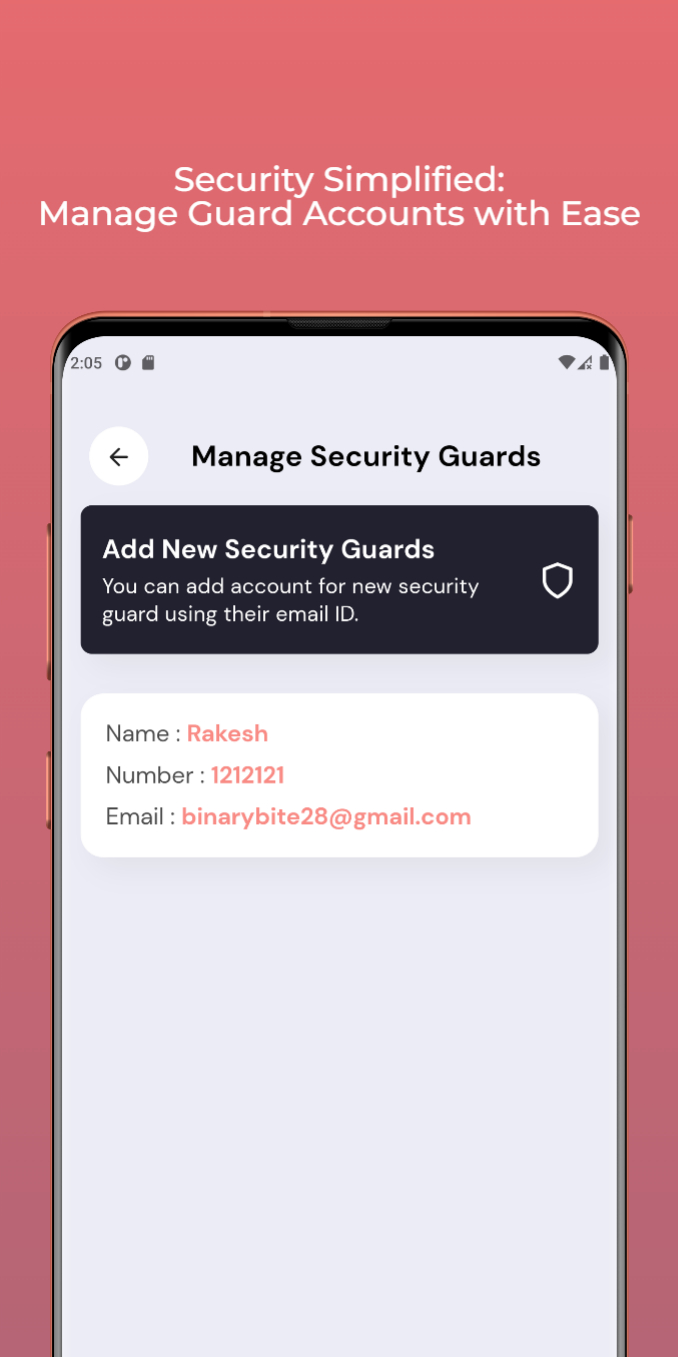 Security Simplified:
Manage Guard Accounts with Ease
2:05
Manage Security Guards
Add New Security Guards
You can add account for new security
guard using their email ID.
Name : Rakesh
Number : 1212121
Email : binarybite28@gmail.com